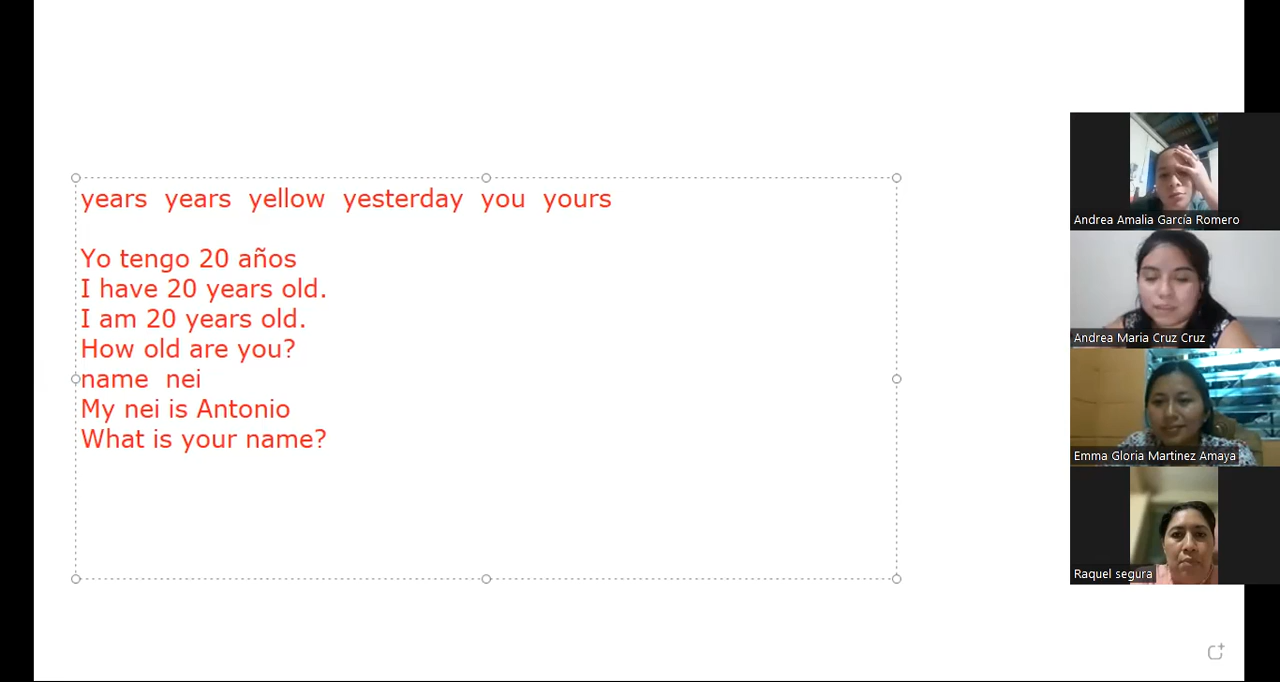 years years yellow yesterday you yours
Yo tengo 20 años
I have 20 years old.
I am 20 years old.
How old are you?
name nei
My nei is Antonio
What is your name?
Andrea Amalia García Romero
Andrea Maria Cruz Cruz
Emma Gloria Martinez Amaya
Raquel segura